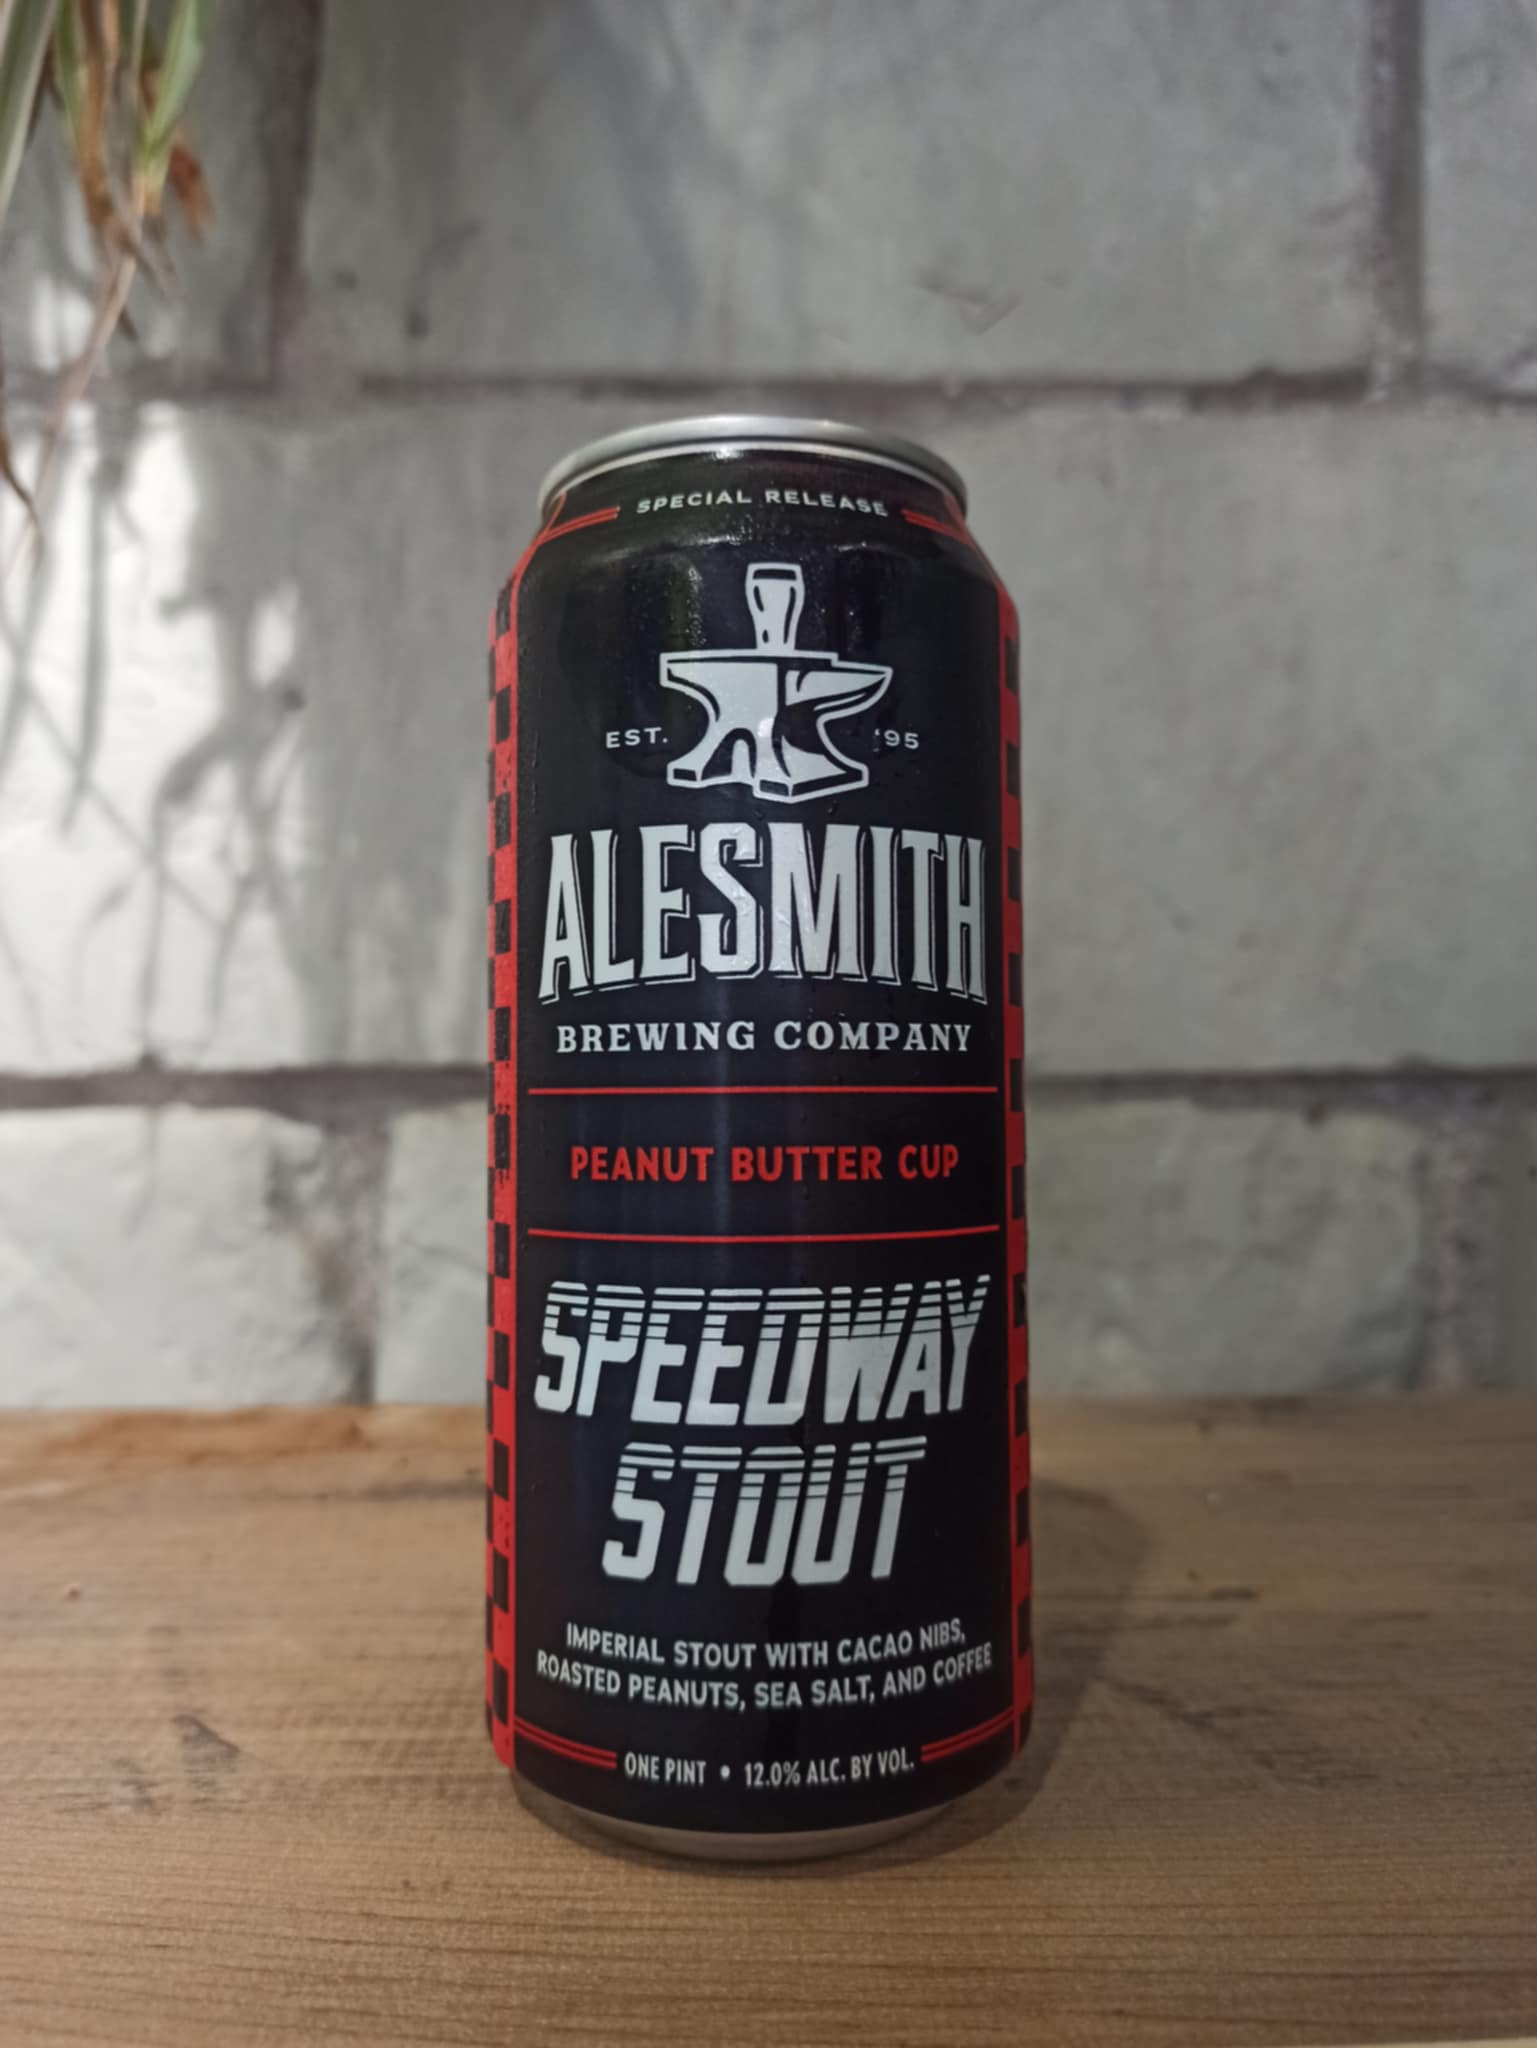 SPECIAL RELEASE
EST. '95
ALESMITH
BREWING COMPANY
PEANUT BUTTER CUP
SPEEDWAY
STOUT
IMPERIAL STOUT WITH CACAO NIBS,
ROASTED PEANUTS, SEA SALT, AND COFFEE
ONE PINT • 12.0% ALC. BY VOL.